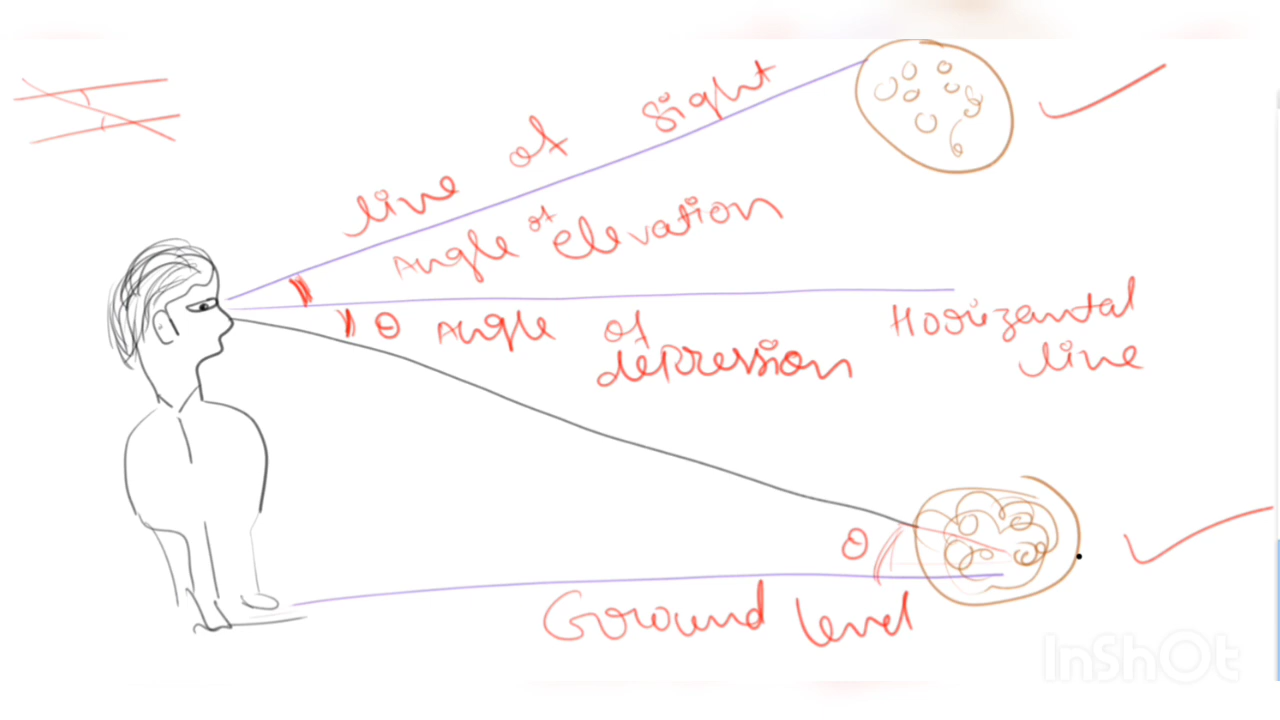 line of sight
Angle of elevation
Horizontal
line
θ Angle of
depression
θ
Ground level
InShOt